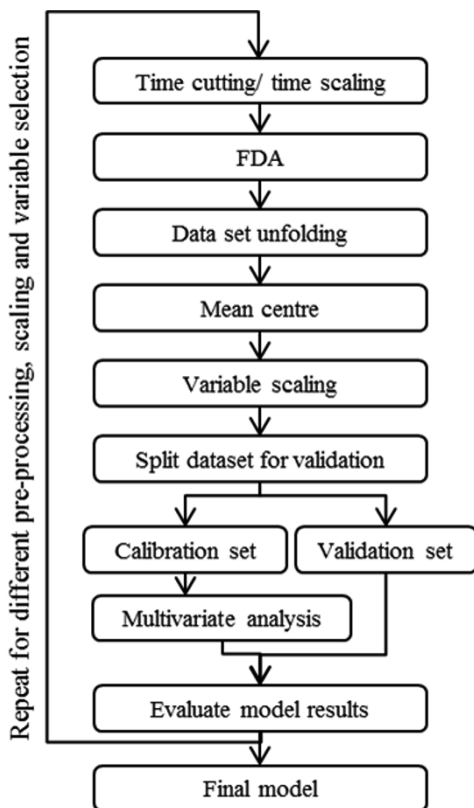 Repeat for different pre-processing, scaling and variable selection
Time cutting/ time scaling
FDA
Data set unfolding
Mean centre
Variable scaling
Split dataset for validation
Calibration set
Validation set
Multivariate analysis
Evaluate model results
Final model